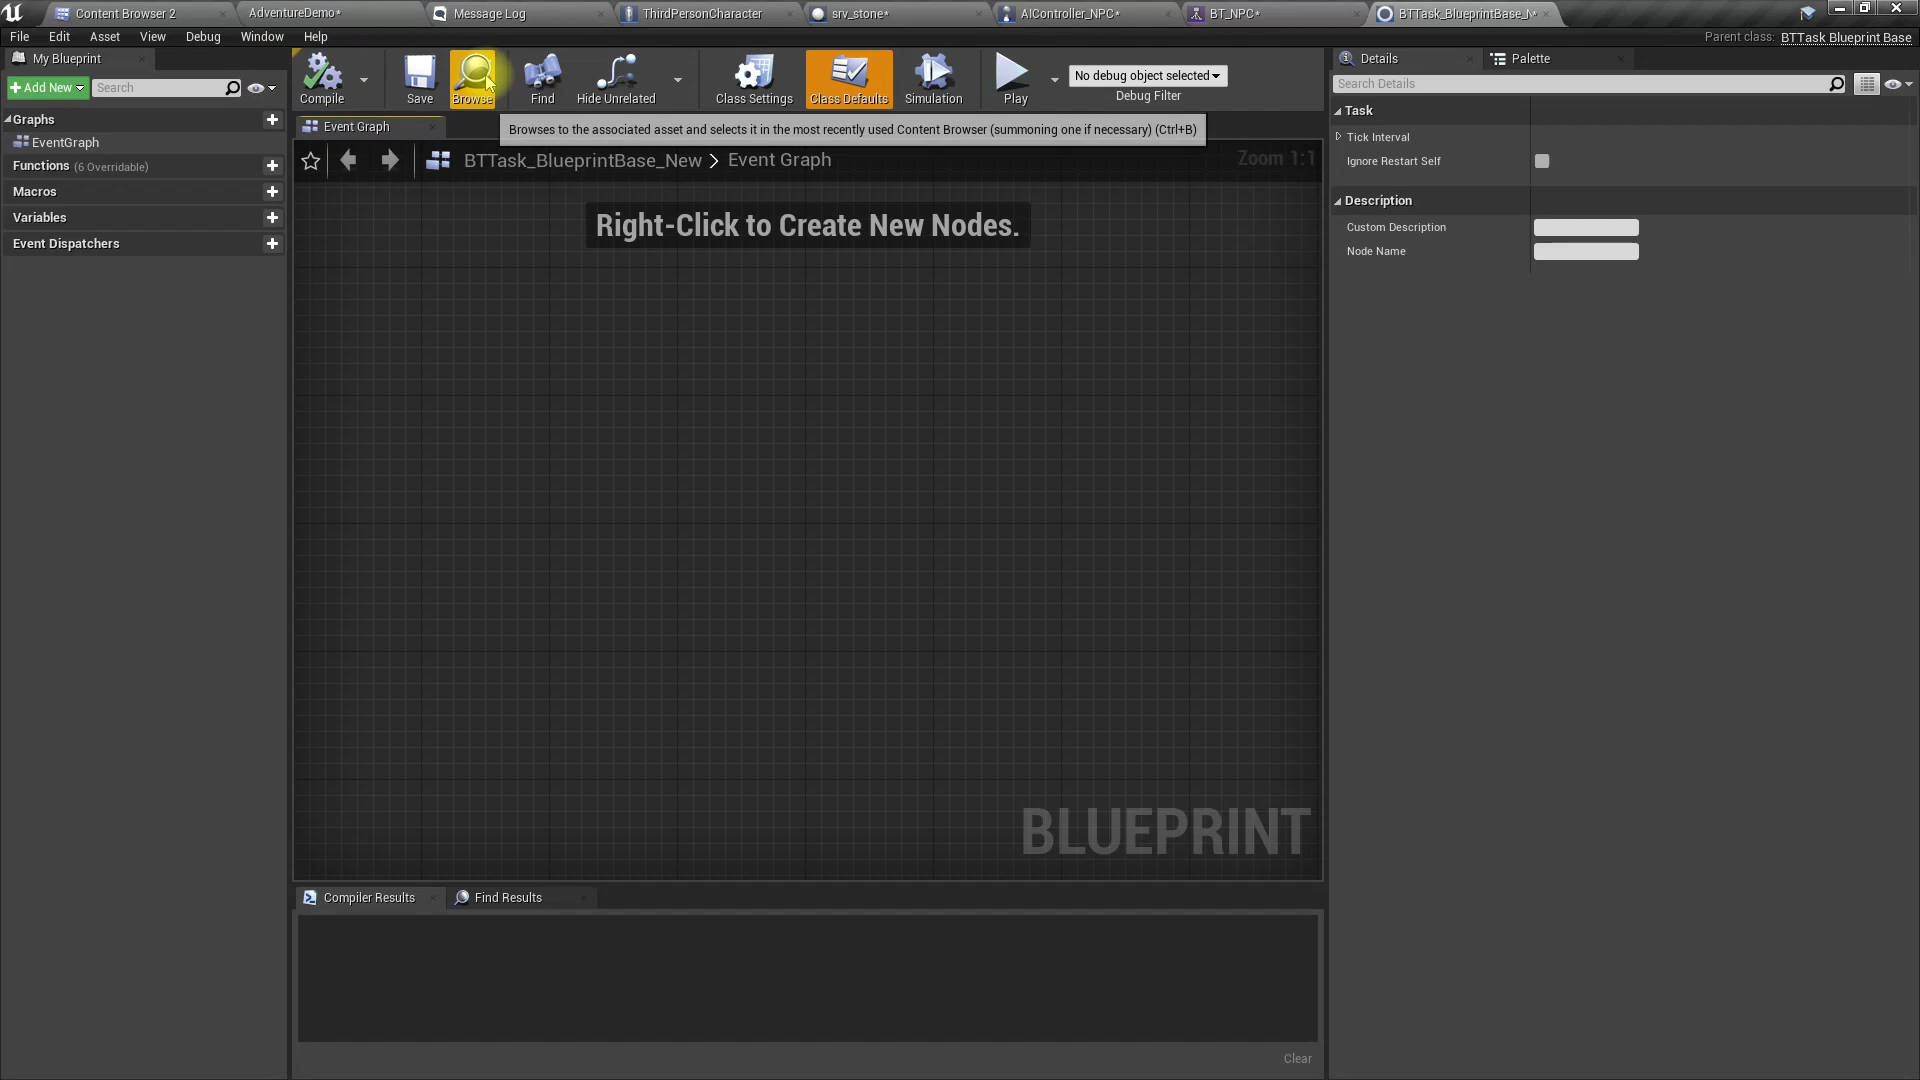 Content Browser 2
AdventureDemo*
Message Log
ThirdPersonCharacter
srv_stone*
AIController_NPC*
BT_NPC*
BTTask_BlueprintBase_N*
File
Edit
Asset
View
Debug
Window
Help
Parent class: BTTask Blueprint Base
My Blueprint
Add New
Search
Graphs
EventGraph
Functions (6 Overridable)
Macros
Variables
Event Dispatchers
Compile
Save
Browse
Find
Hide Unrelated
Class Settings
Class Defaults
Simulation
Play
No debug object selected
Debug Filter
Event Graph
Browses to the associated asset and selects it in the most recently used Content Browser (summoning one if necessary) (Ctrl+B)
BTTask_BlueprintBase_New > Event Graph
Zoom 1:1
Right-Click to Create New Nodes.
BLUEPRINT
Compiler Results
Find Results
Clear
Details
Palette
Search Details
Task
Tick Interval
Ignore Restart Self
Description
Custom Description
Node Name